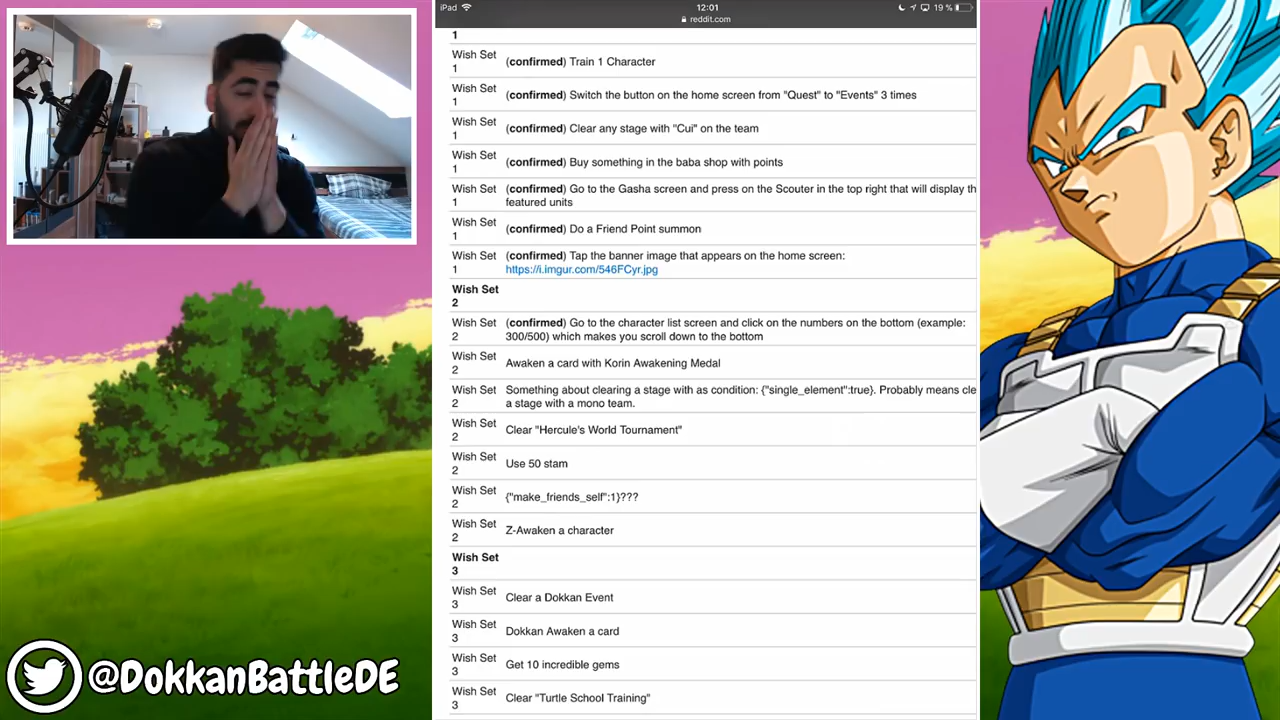 iPad 12:01 19 %
reddit.com
1
Wish Set
1
(confirmed) Train 1 Character
Wish Set
1
(confirmed) Switch the button on the home screen from "Quest" to "Events" 3 times
Wish Set
1
(confirmed) Clear any stage with "Cui" on the team
Wish Set
1
(confirmed) Buy something in the baba shop with points
Wish Set
1
(confirmed) Go to the Gasha screen and press on the Scouter in the top right that will display th
featured units
Wish Set
1
(confirmed) Do a Friend Point summon
Wish Set
1
(confirmed) Tap the banner image that appears on the home screen:
https://i.imgur.com/546FCyr.jpg
Wish Set
2
Wish Set
2
(confirmed) Go to the character list screen and click on the numbers on the bottom (example:
300/500) which makes you scroll down to the bottom
Wish Set
2
Awaken a card with Korin Awakening Medal
Wish Set
2
Something about clearing a stage with as condition: {"single_element":true}. Probably means cle
a stage with a mono team.
Wish Set
2
Clear "Hercule's World Tournament"
Wish Set
2
Use 50 stam
Wish Set
2
{"make_friends_self":1}???
Wish Set
2
Z-Awaken a character
Wish Set
3
Wish Set
3
Clear a Dokkan Event
Wish Set
3
Dokkan Awaken a card
Wish Set
3
Get 10 incredible gems
Wish Set
3
Clear "Turtle School Training"
@DokkanBattleDE